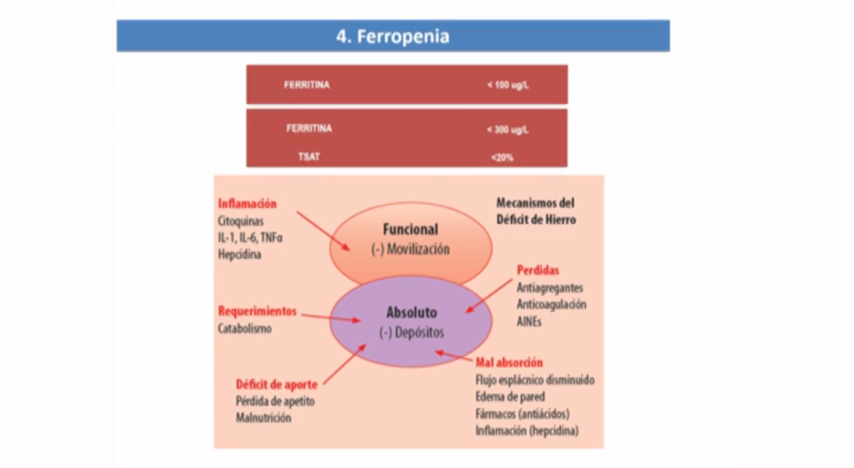 4. Ferropenia
FERRITINA < 100 ug/L
FERRITINA < 300 ug/L
TSAT <20%
Inflamación
Citoquinas
IL-1, IL-6, TNFα
Hepcidina
Funcional
(-) Movilización
Mecanismos del
Déficit de Hierro
Perdidas
Antiagregantes
Anticoagulación
AINEs
Requerimientos
Catabolismo
Absoluto
(-) Depósitos
Déficit de aporte
Pérdida de apetito
Malnutrición
Mal absorción
Flujo esplácnico disminuido
Edema de pared
Fármacos (antiácidos)
Inflamación (hepcidina)